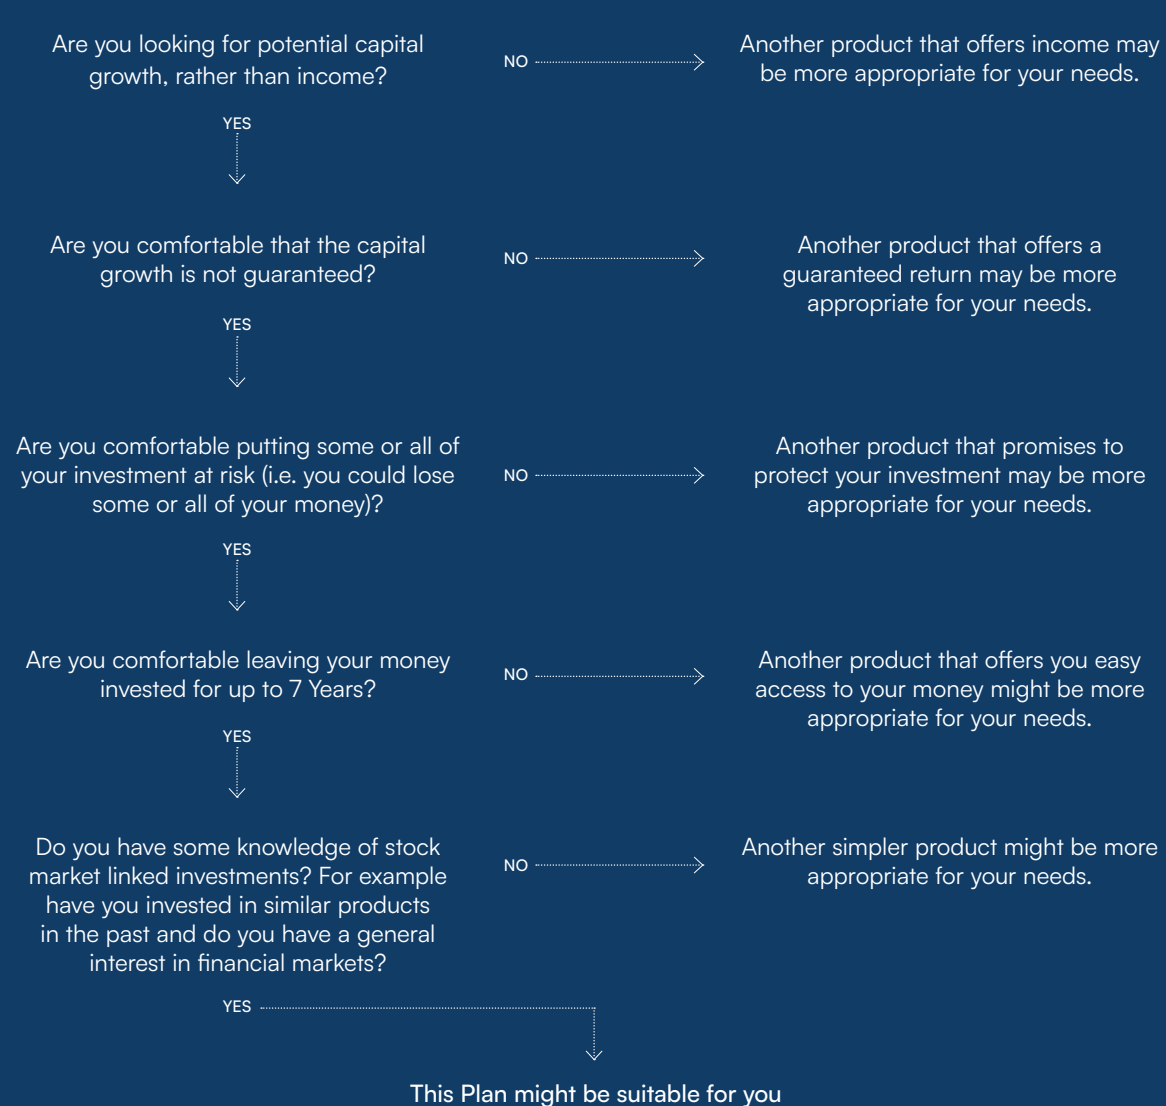 Are you looking for potential capital
growth, rather than income?
NO
Another product that offers income may
be more appropriate for your needs.
YES
Are you comfortable that the capital
growth is not guaranteed?
NO
Another product that offers a
guaranteed return may be more
appropriate for your needs.
YES
Are you comfortable putting some or all of
your investment at risk (i.e. you could lose
some or all of your money)?
NO
Another product that promises to
protect your investment may be more
appropriate for your needs.
YES
Are you comfortable leaving your money
invested for up to 7 Years?
NO
Another product that offers you easy
access to your money might be more
appropriate for your needs.
YES
Do you have some knowledge of stock
market linked investments? For example
have you invested in similar products
in the past and do you have a general
interest in financial markets?
NO
Another simpler product might be more
appropriate for your needs.
YES
This Plan might be suitable for you